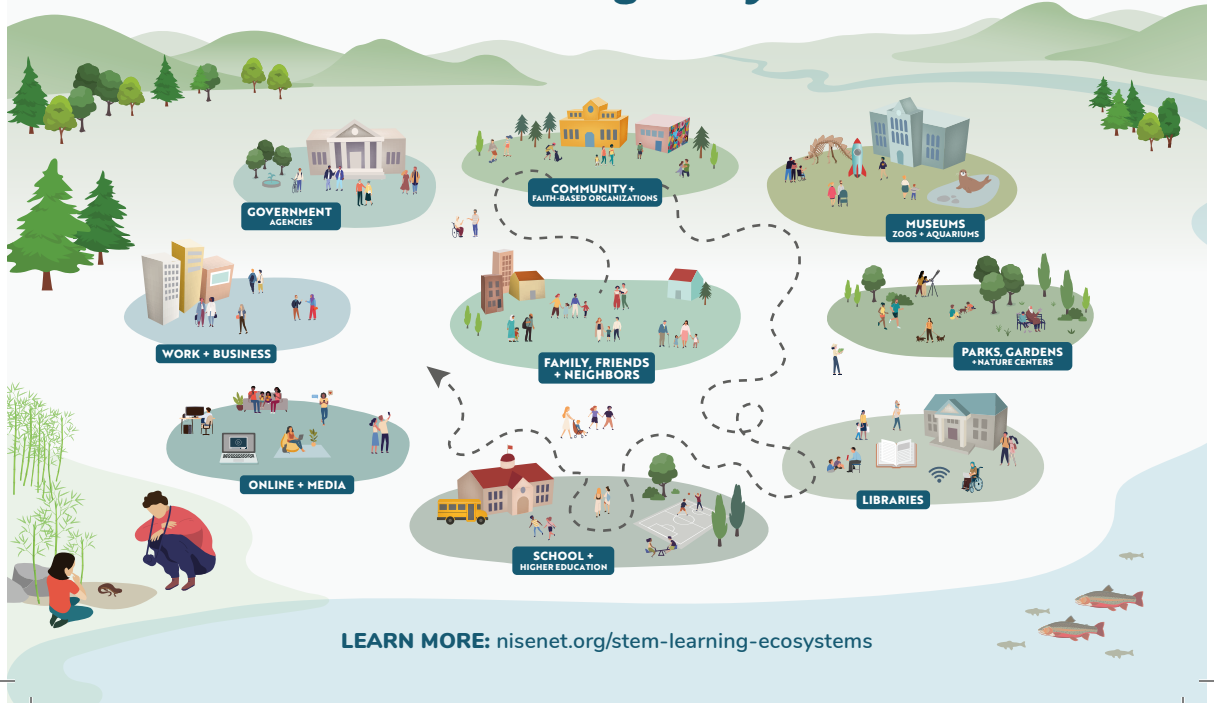 COMMUNITY +
FAITH-BASED ORGANIZATIONS
GOVERNMENT
AGENCIES
MUSEUMS
ZOOS + AQUARIUMS
WORK + BUSINESS
FAMILY, FRIENDS
+ NEIGHBORS
PARKS, GARDENS
+ NATURE CENTERS
ONLINE + MEDIA
LIBRARIES
SCHOOL +
HIGHER EDUCATION
LEARN MORE: nisenet.org/stem-learning-ecosystems